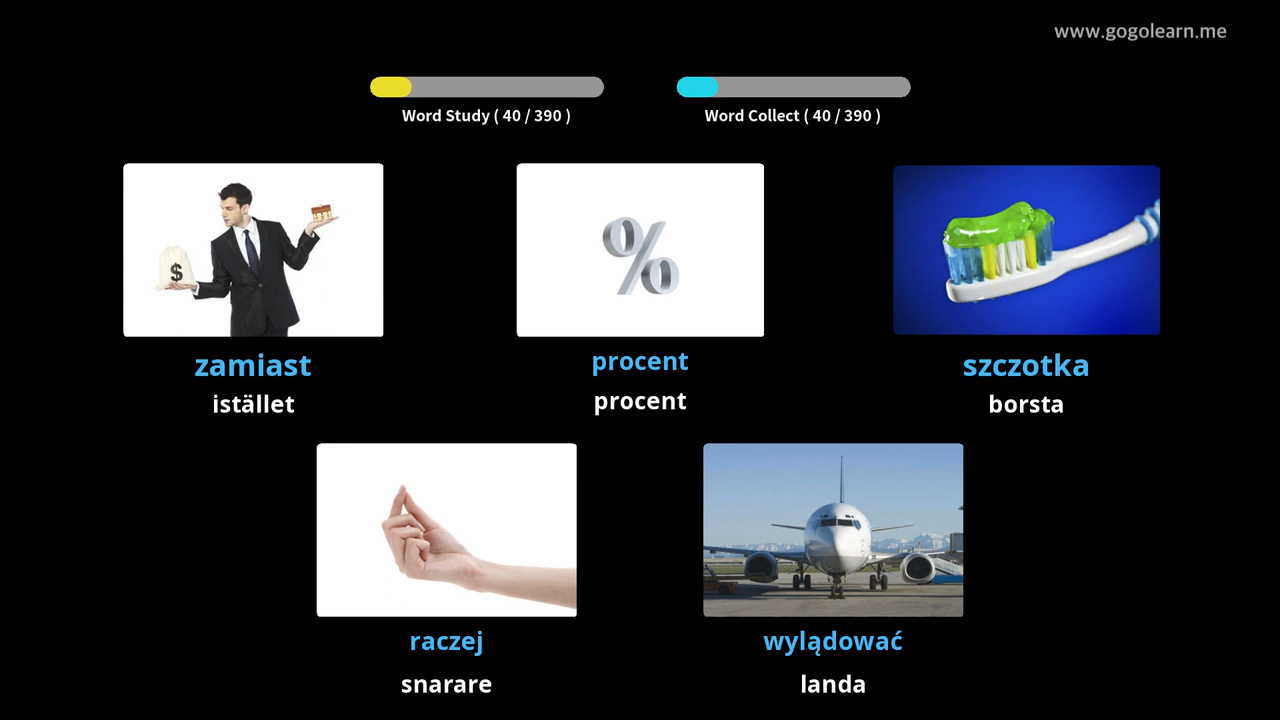 www.gogolearn.me
Word Study ( 40 / 390 )
Word Collect ( 40 / 390 )
$
%
zamiast
istället
procent
procent
szczotka
borsta
raczej
snarare
wylądować
landa